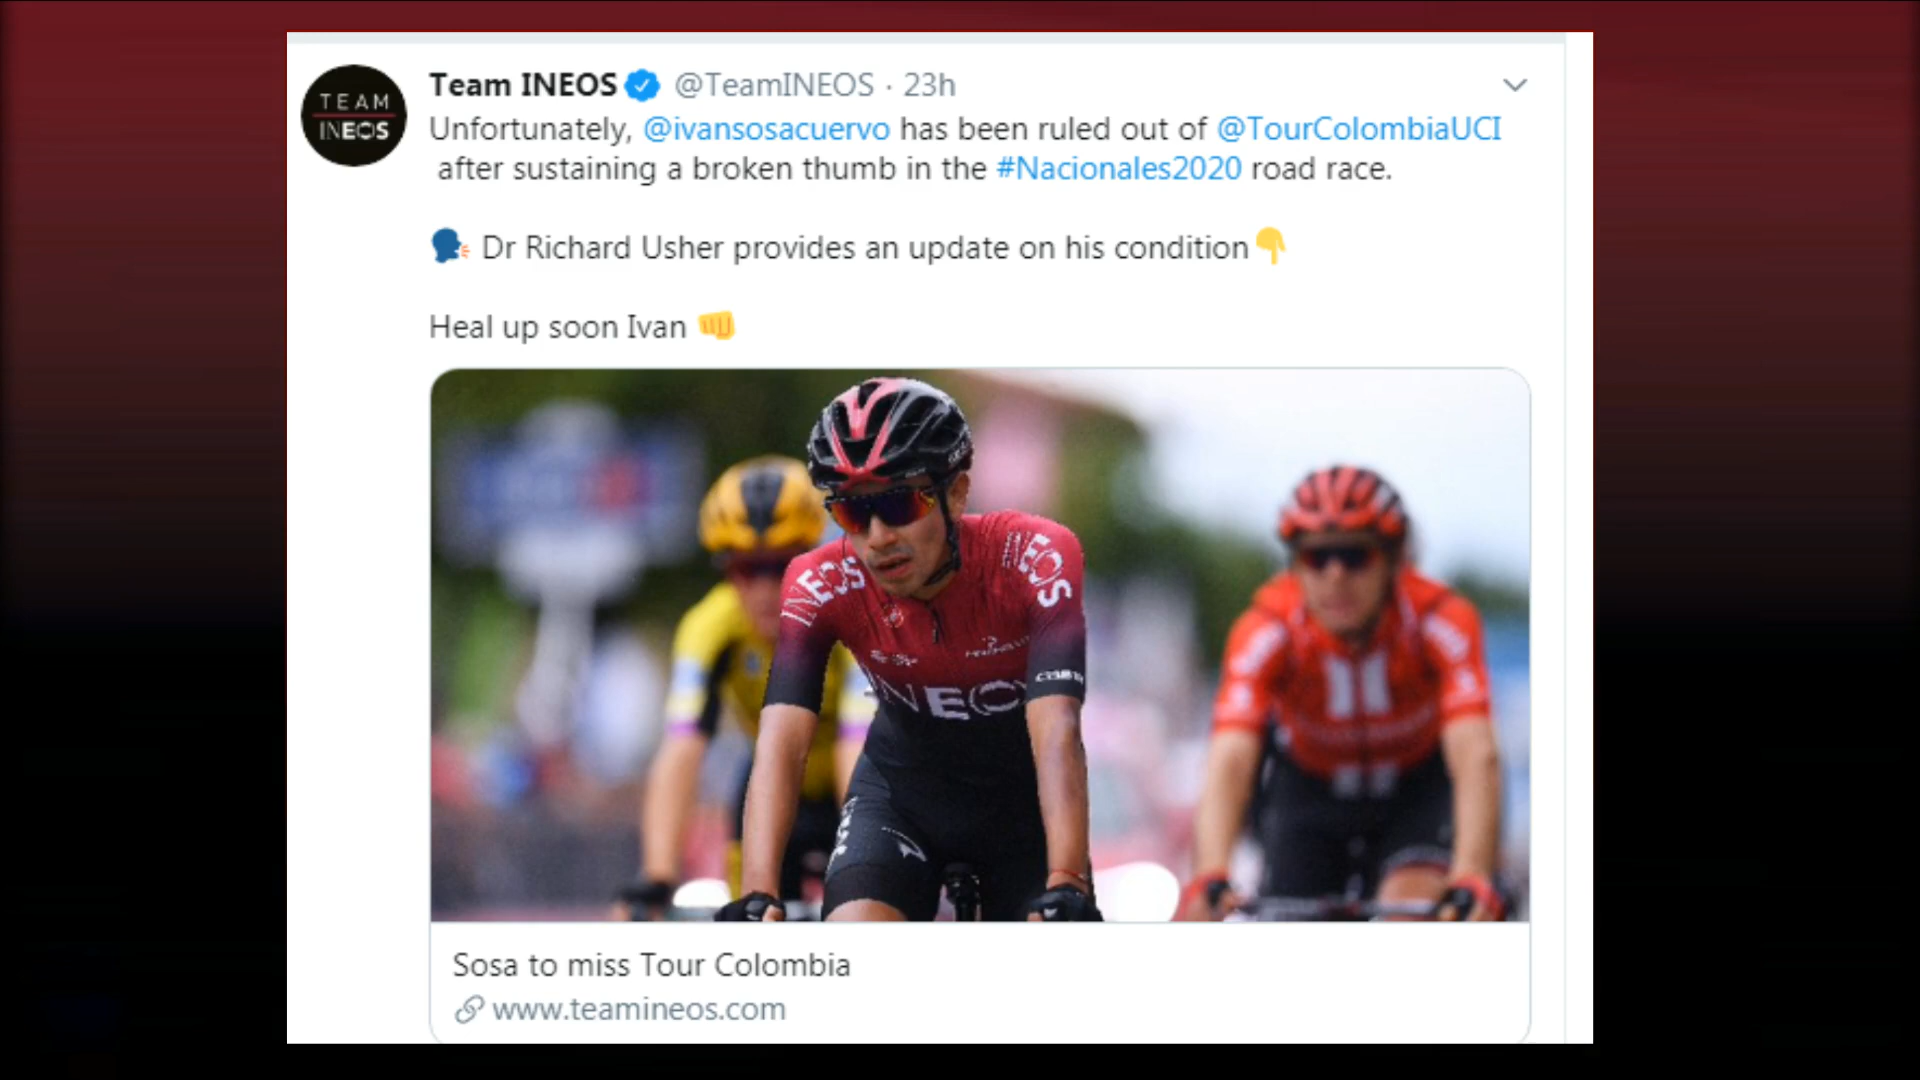 TEAM
INEOS
Team INEOS @TeamINEOS · 23h
Unfortunately, @ivansosacuervo has been ruled out of @TourColombiaUCI
after sustaining a broken thumb in the #Nacionales2020 road race.
Dr Richard Usher provides an update on his condition
Heal up soon Ivan
INEOS
INEOS
INEO
Sosa to miss Tour Colombia
www.teamineos.com